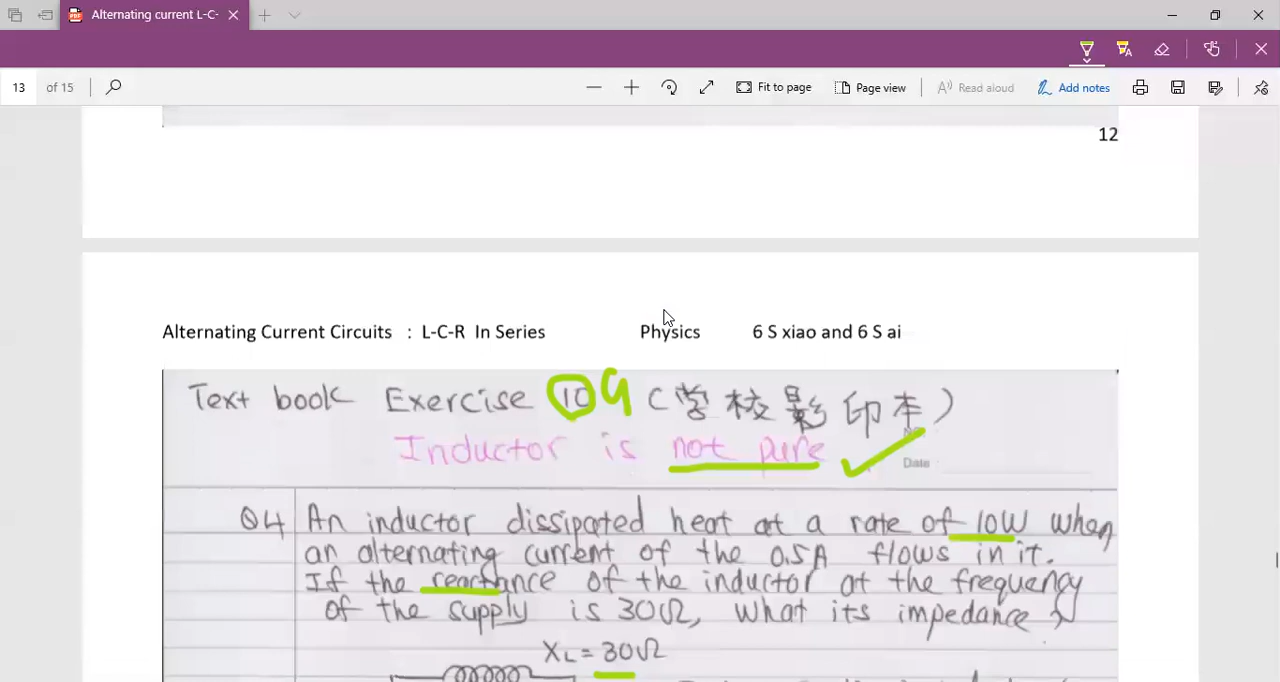 Alternating current L-C-
13 of 15
Fit to page
Page view
Read aloud
Add notes
12
Alternating Current Circuits : L-C-R In Series Physics 6 S xiao and 6 S ai
Text book Exercise 10 9 (学校影印本)
Inductor is not pure
No.
Date
Q4 An inductor dissipated heat at a rate of 10W when
an alternating current of the 0.5A flows in it.
If the reactance of the inductor at the frequency
of the supply is 30Ω, what its impedance?
XL = 30Ω